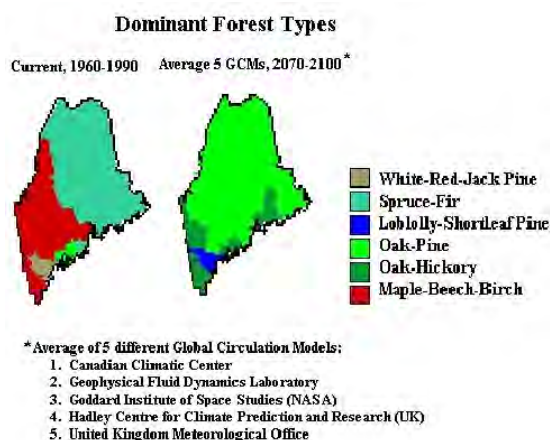 Dominant Forest Types
Current, 1960-1990 Average 5 GCMs, 2070-2100*
White-Red-Jack Pine
Spruce-Fir
Loblolly-Shortleaf Pine
Oak-Pine
Oak-Hickory
Maple-Beech-Birch
*Average of 5 different Global Circulation Models:
1. Canadian Climatic Center
2. Geophysical Fluid Dynamics Laboratory
3. Goddard Institute of Space Studies (NASA)
4. Hadley Centre for Climate Prediction and Research (UK)
5. United Kingdom Meteorological Office